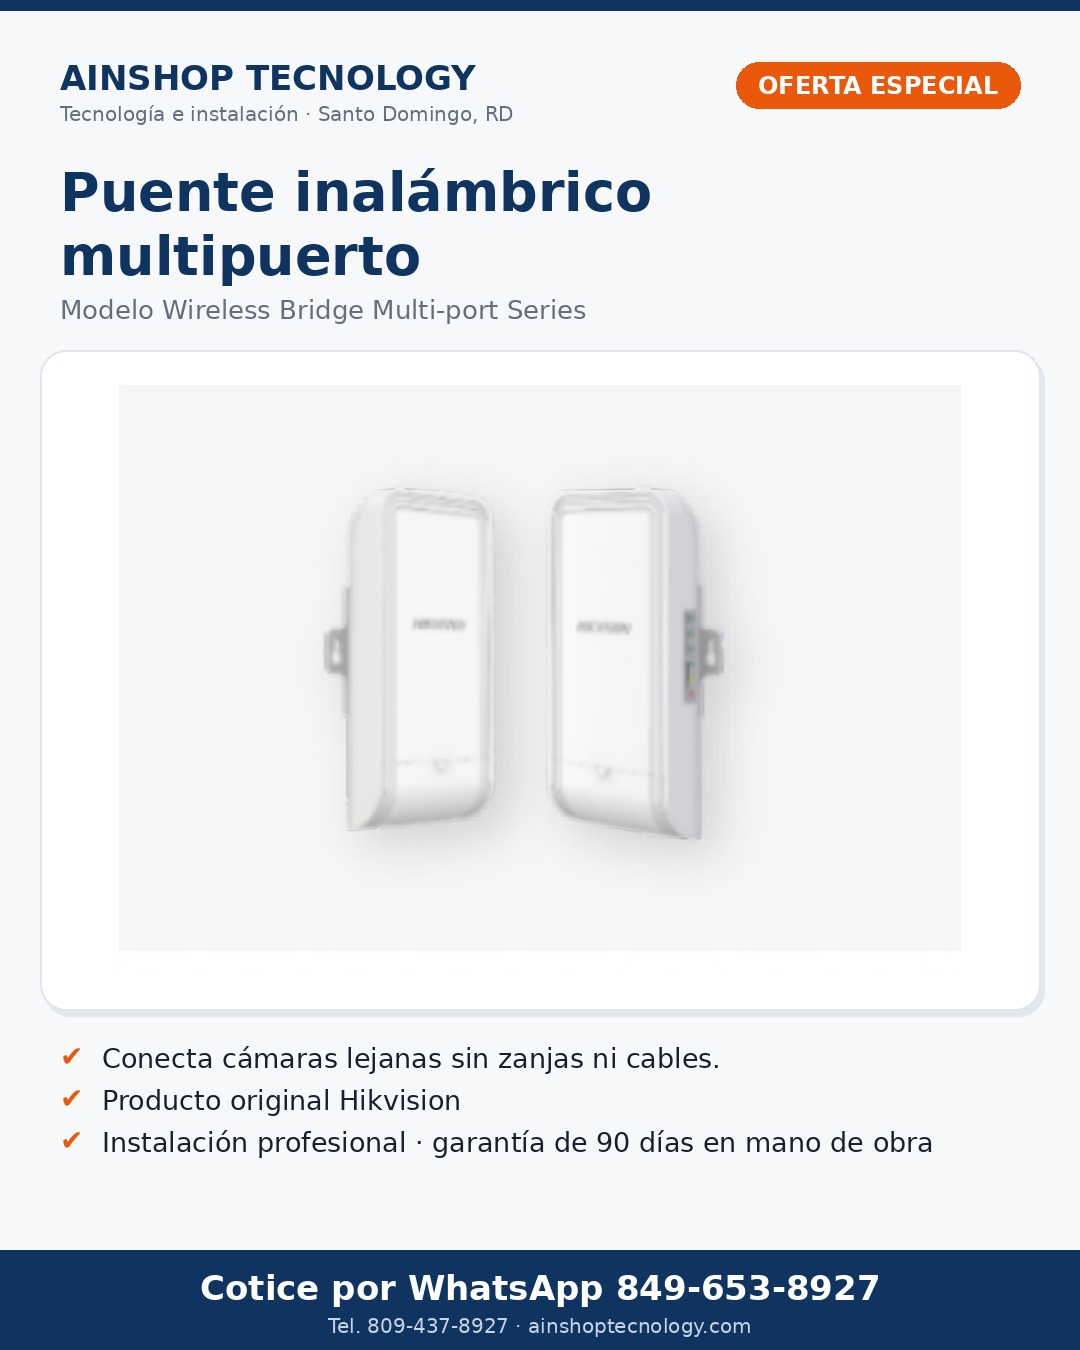 AINSHOP TECNOLOGY
OFERTA ESPECIAL
Tecnología e instalación · Santo Domingo, RD
Puente inalámbrico
multipuerto
Modelo Wireless Bridge Multi-port Series
HIKVISION HIKVISION
✔ Conecta cámaras lejanas sin zanjas ni cables.
✔ Producto original Hikvision
✔ Instalación profesional · garantía de 90 días en mano de obra
Cotice por WhatsApp 849-653-8927
Tel. 809-437-8927 · ainshoptecnology.com